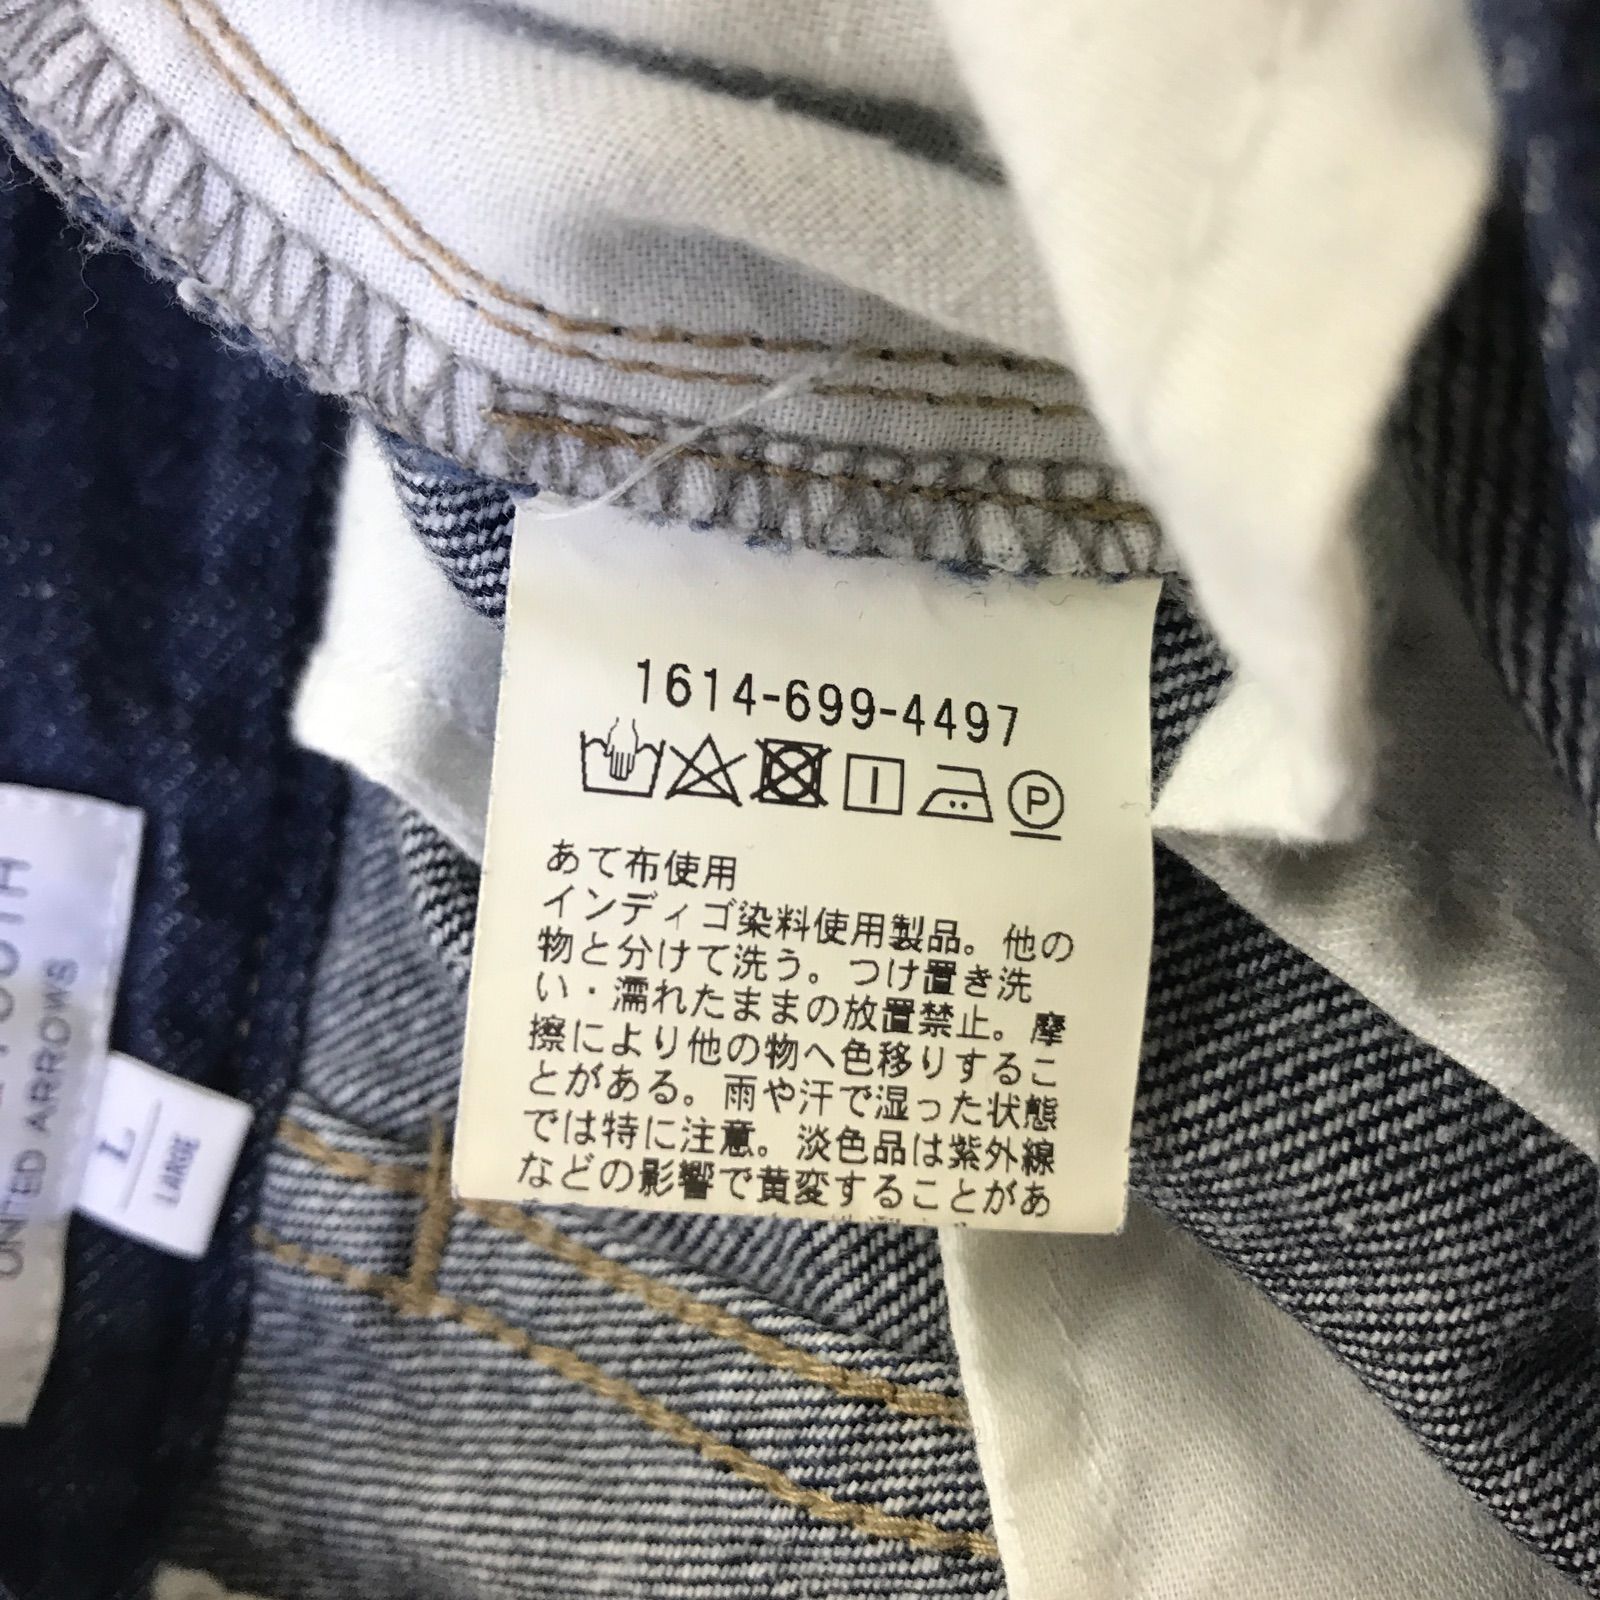 1614-699-4497
P
あて布使用
インディゴ染料使用製品。他の
物と分けて洗う。つけ置き洗
い・濡れたままの放置禁止。摩
擦により他の物へ色移りするこ
とがある。雨や汗で湿った状態
では特に注意。淡色品は紫外線
などの影響で黄変することがあ
UNITED ARROWS
L
LARGE